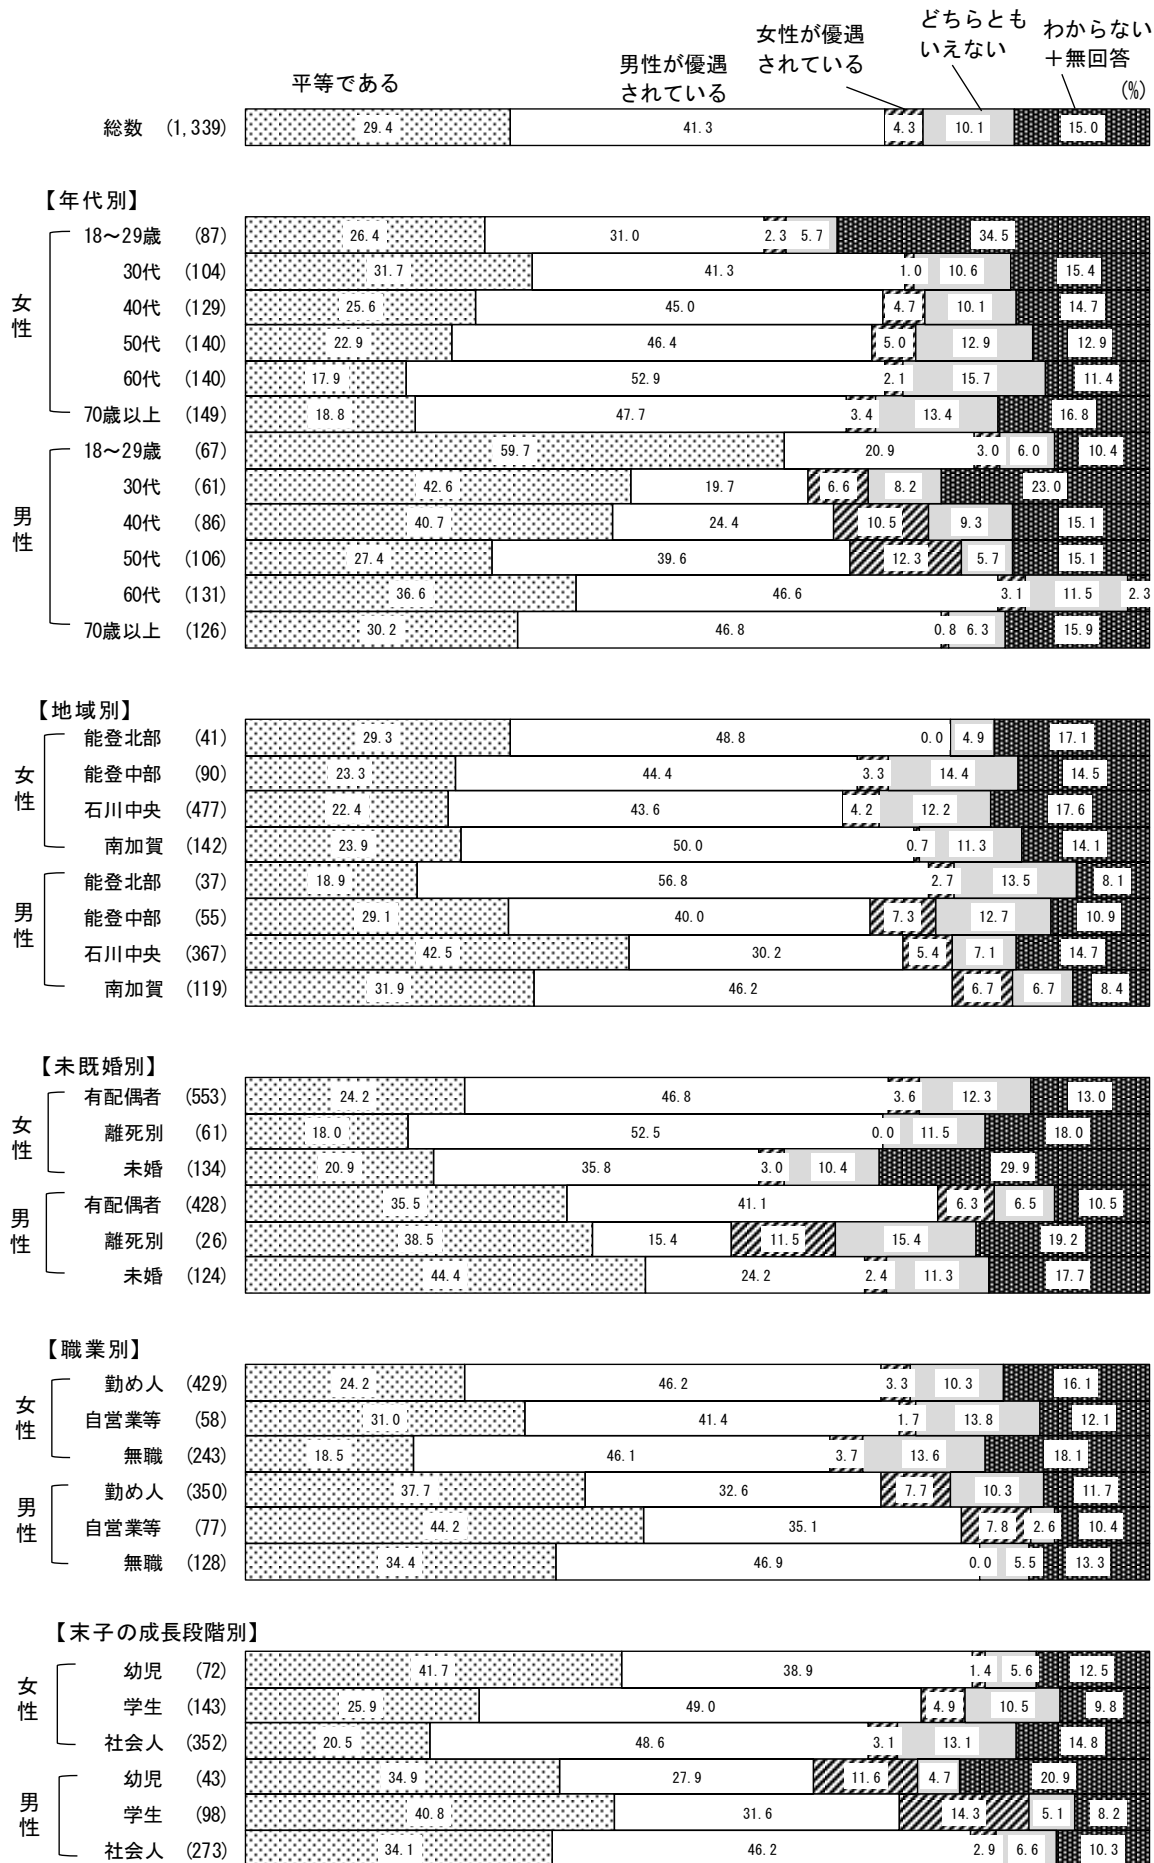 どちらとも
いえない
わからない
＋無回答
女性が優遇
されている
男性が優遇
されている
平等である
(%)
総数 (1,339) 29.4 41.3 4.3 10.1 15.0
【年代別】
女性
18～29歳 (87) 26.4 31.0 2.3 5.7 34.5
30代 (104) 31.7 41.3 1.0 10.6 15.4
40代 (129) 25.6 45.0 4.7 10.1 14.7
50代 (140) 22.9 46.4 5.0 12.9 12.9
60代 (140) 17.9 52.9 2.1 15.7 11.4
70歳以上 (149) 18.8 47.7 3.4 13.4 16.8
男性
18～29歳 (67) 59.7 20.9 3.0 6.0 10.4
30代 (61) 42.6 19.7 6.6 8.2 23.0
40代 (86) 40.7 24.4 10.5 9.3 15.1
50代 (106) 27.4 39.6 12.3 5.7 15.1
60代 (131) 36.6 46.6 3.1 11.5 2.3
70歳以上 (126) 30.2 46.8 0.8 6.3 15.9
【地域別】
女性
能登北部 (41) 29.3 48.8 0.0 4.9 17.1
能登中部 (90) 23.3 44.4 3.3 14.4 14.5
石川中央 (477) 22.4 43.6 4.2 12.2 17.6
南加賀 (142) 23.9 50.0 0.7 11.3 14.1
男性
能登北部 (37) 18.9 56.8 2.7 13.5 8.1
能登中部 (55) 29.1 40.0 7.3 12.7 10.9
石川中央 (367) 42.5 30.2 5.4 7.1 14.7
南加賀 (119) 31.9 46.2 6.7 6.7 8.4
【未既婚別】
女性
有配偶者 (553) 24.2 46.8 3.6 12.3 13.0
離死別 (61) 18.0 52.5 0.0 11.5 18.0
未婚 (134) 20.9 35.8 3.0 10.4 29.9
男性
有配偶者 (428) 35.5 41.1 6.3 6.5 10.5
離死別 (26) 38.5 15.4 11.5 15.4 19.2
未婚 (124) 44.4 24.2 2.4 11.3 17.7
【職業別】
女性
勤め人 (429) 24.2 46.2 3.3 10.3 16.1
自営業等 (58) 31.0 41.4 1.7 13.8 12.1
無職 (243) 18.5 46.1 3.7 13.6 18.1
男性
勤め人 (350) 37.7 32.6 7.7 10.3 11.7
自営業等 (77) 44.2 35.1 7.8 2.6 10.4
無職 (128) 34.4 46.9 0.0 5.5 13.3
【末子の成長段階別】
女性
幼児 (72) 41.7 38.9 1.4 5.6 12.5
学生 (143) 25.9 49.0 4.9 10.5 9.8
社会人 (352) 20.5 48.6 3.1 13.1 14.8
男性
幼児 (43) 34.9 27.9 11.6 4.7 20.9
学生 (98) 40.8 31.6 14.3 5.1 8.2
社会人 (273) 34.1 46.2 2.9 6.6 10.3